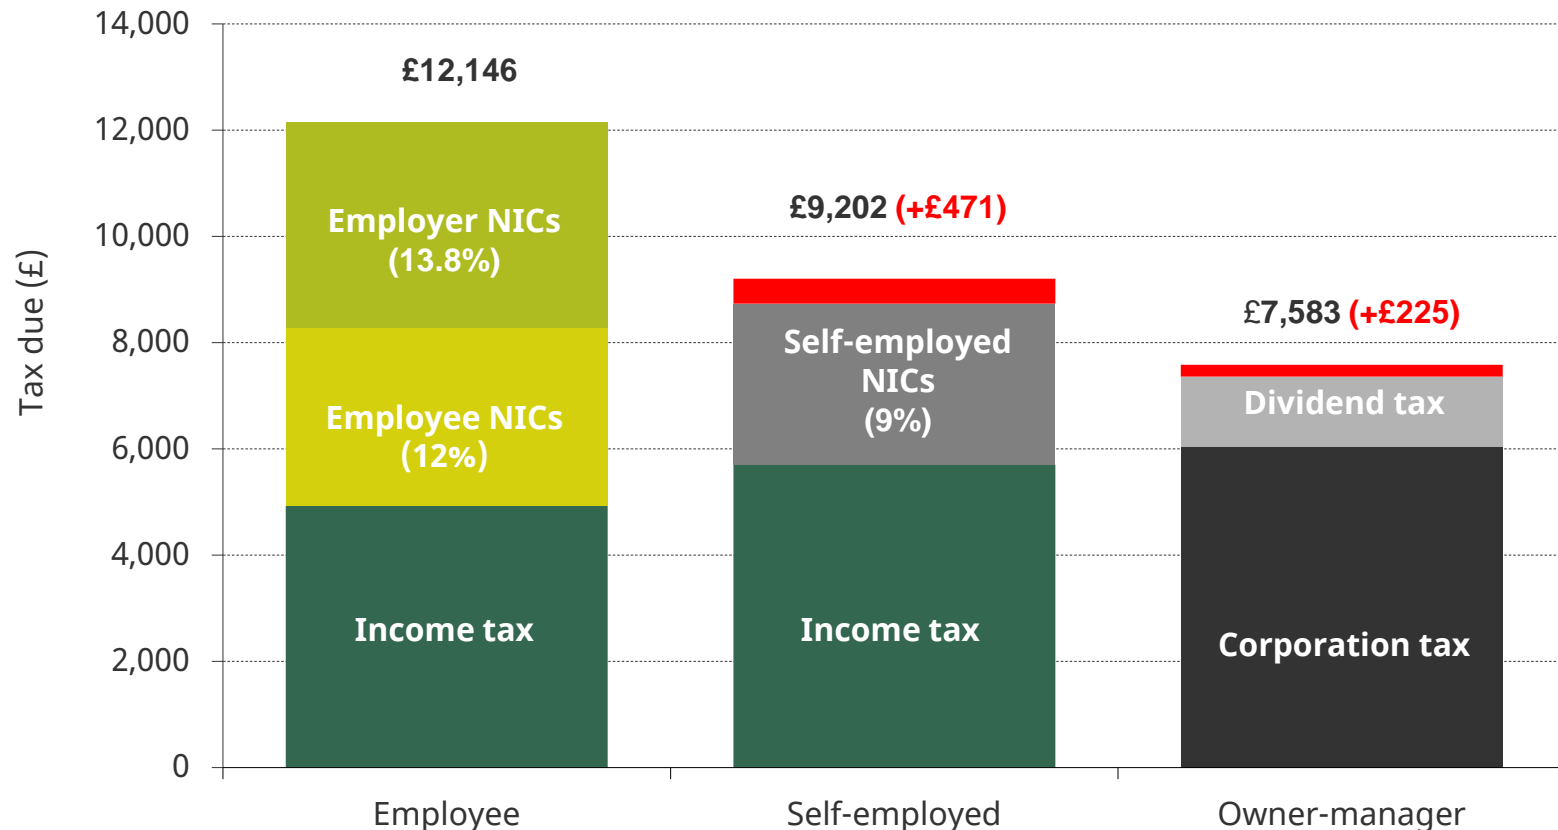 14,000
12,000
10,000
8,000
6,000
4,000
2,000
0
Tax due (£)
£12,146
Employer NICs
(13.8%)
Employee NICs
(12%)
Income tax
£9,202 (+£471)
Self-employed
NICs
(9%)
Income tax
£7,583 (+£225)
Dividend tax
Corporation tax
Employee
Self-employed
Owner-manager